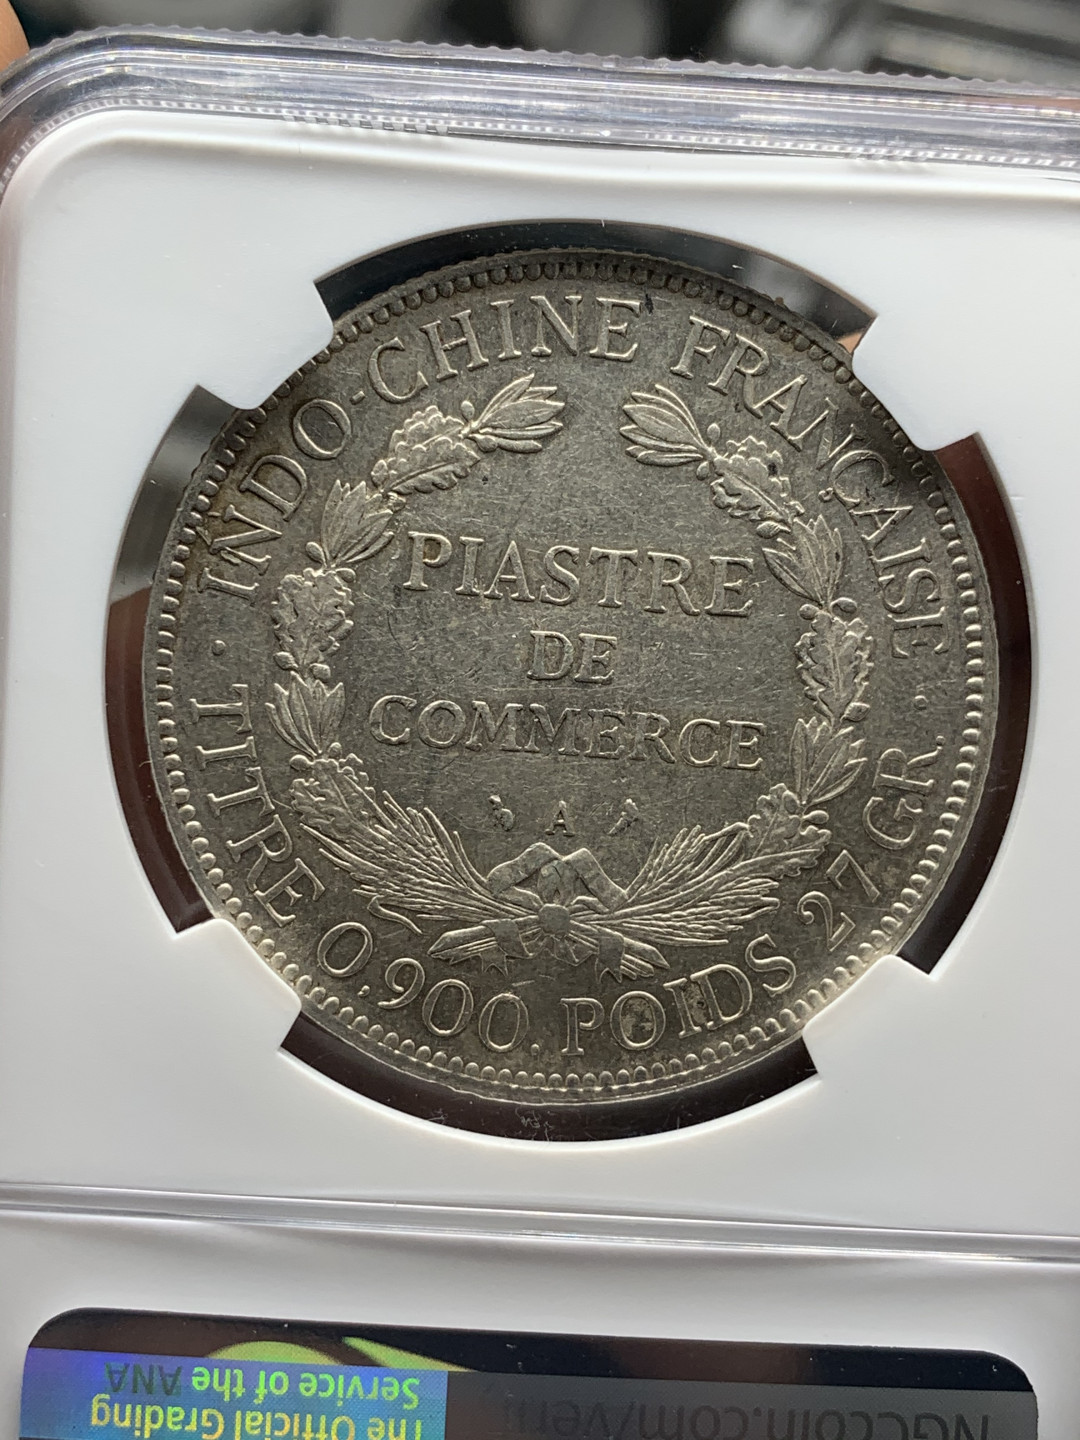 INDO-CHINE FRANÇAISE
PIASTRE
DE
COMMERCE
A
· TITRE 0,900. POIDS 27 GR. ·
NGCcoin.com/veri
The Official Grading
Service of the ANA